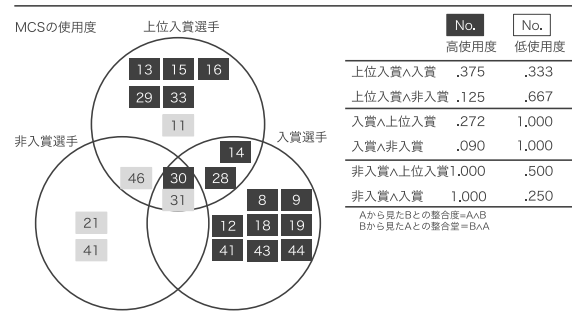 MCSの使用度
上位入賞選手
13 15 16
29 33
11
非入賞選手
入賞選手
14
46 30 28
31
8 9
12 18 19
41 43 44
21
41
No. No.
高使用度 低使用度
上位入賞∧入賞 .375 .333
上位入賞∧非入賞 .125 .667
入賞∧上位入賞 .272 1.000
入賞∧非入賞 .090 1.000
非入賞∧上位入賞1.000 .500
非入賞∧入賞 1.000 .250
Aから見たBとの整合度=A∧B
Bから見たAとの整合堂=B∧A